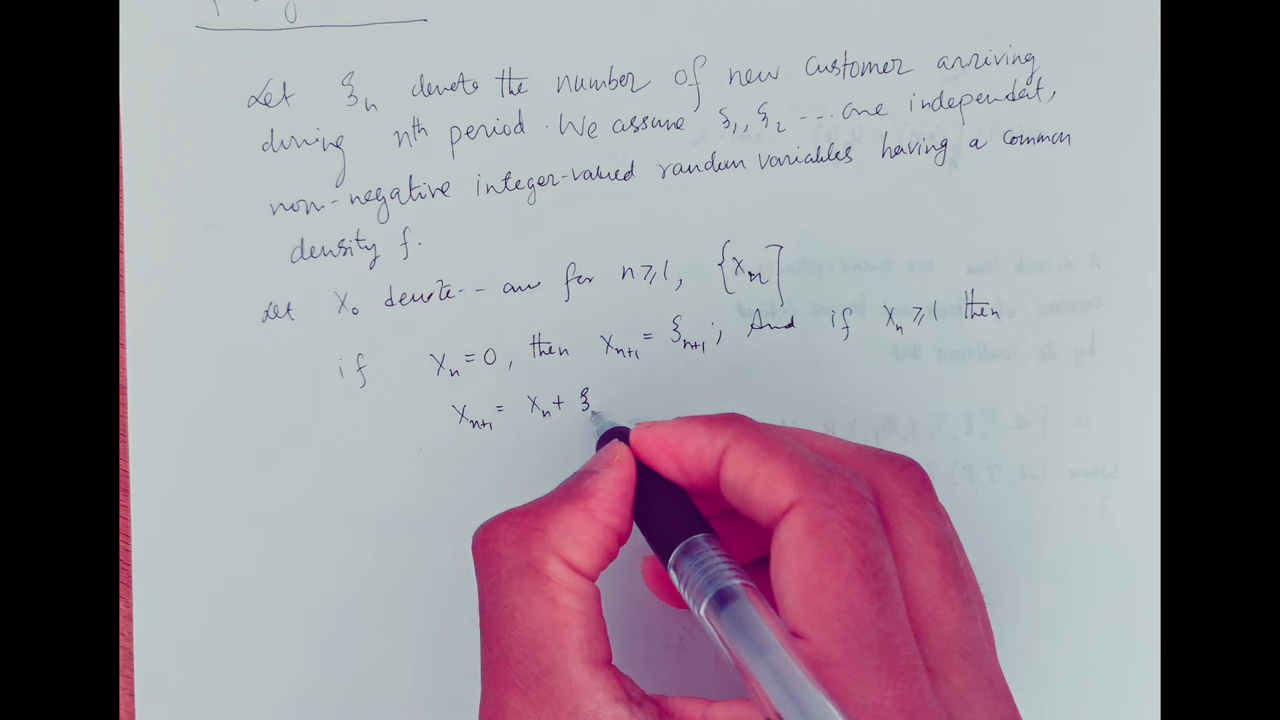 Let ξn denote the number of new customer arriving
during nth period. We assume ξ1, ξ2 ... are independent,
non-negative integer-valued random variables having a common
density f.
Let X0 denote-- an for n≥1, {Xn]
if Xn=0, then Xn+1 = ξn+1; And if Xn≥1 then
Xn+1 = Xn+ ξ